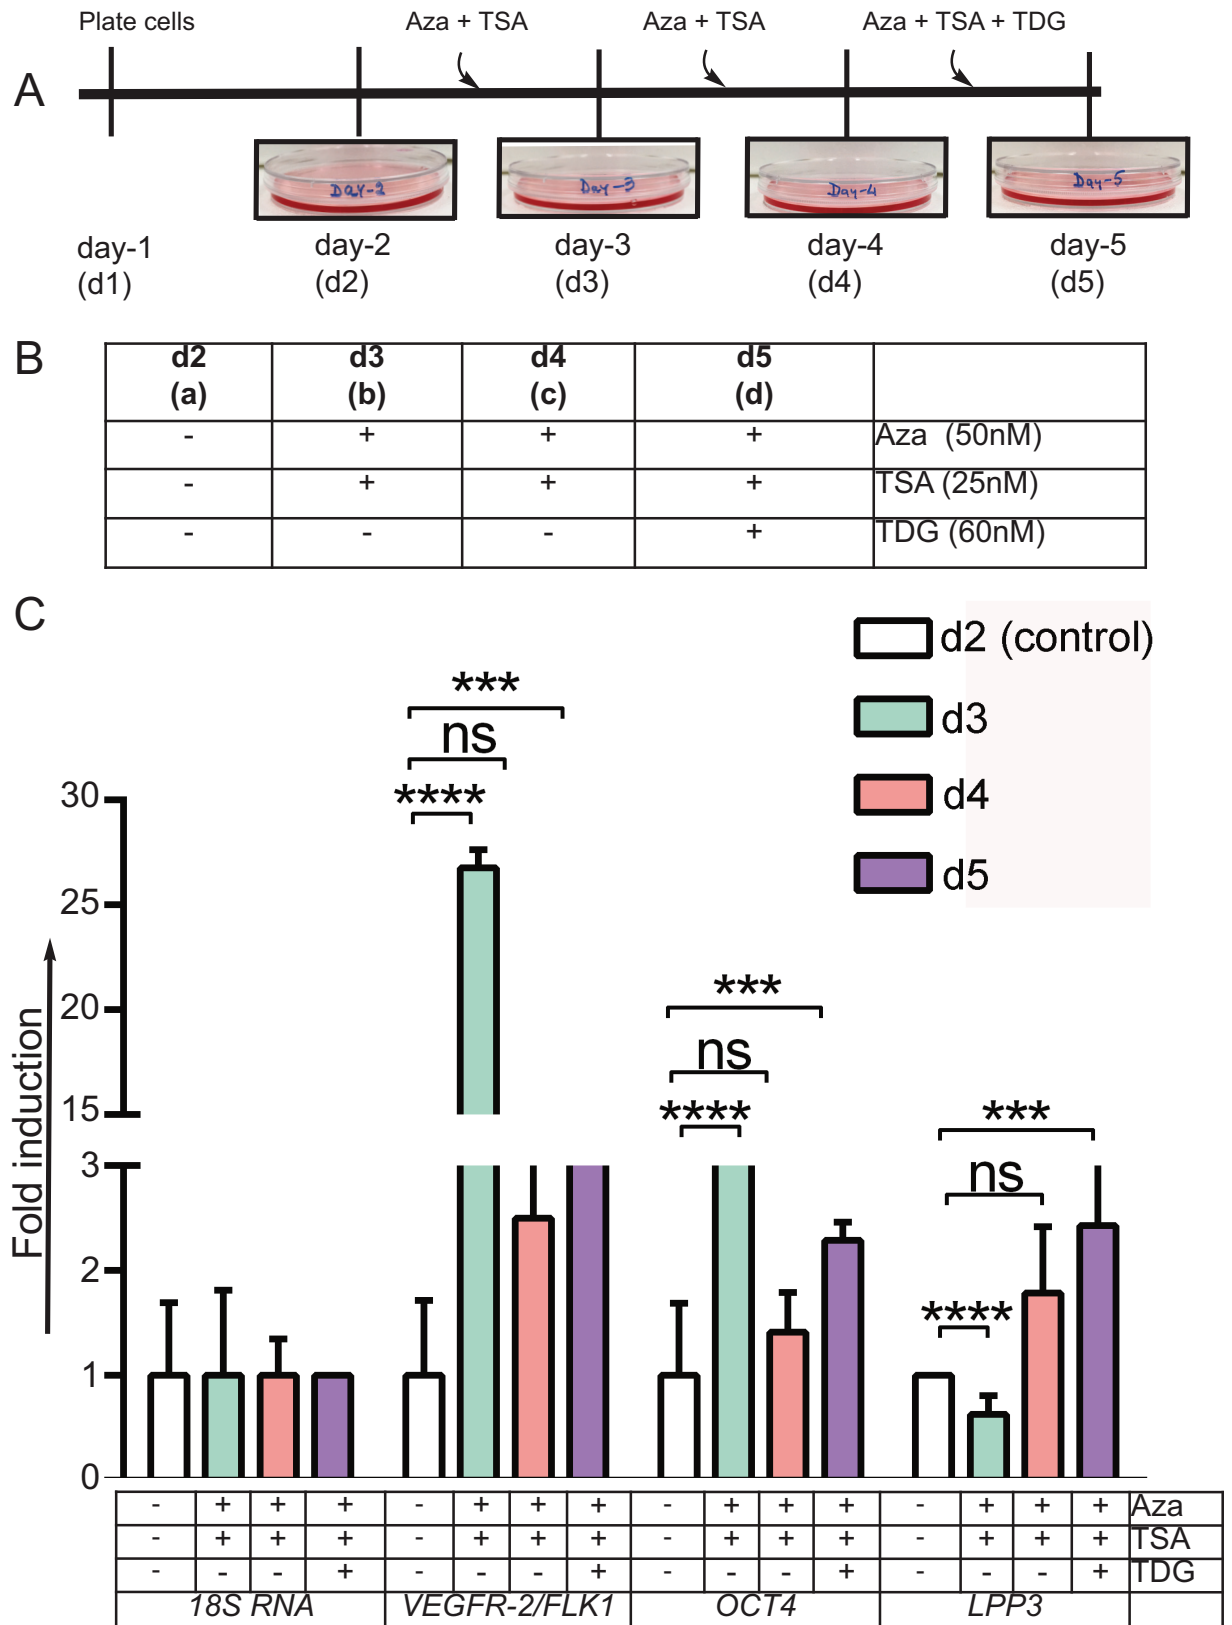 Plate cells
Aza + TSA
Aza + TSA
Aza + TSA + TDG
A
Day-2
Day-3
Day-4
Day-5
day-1
(d1)
day-2
(d2)
day-3
(d3)
day-4
(d4)
day-5
(d5)
B
d2
(a)
d3
(b)
d4
(c)
d5
(d)
- + + + Aza (50nM)
- + + + TSA (25nM)
- - - + TDG (60nM)
C
d2 (control)
d3
d4
d5
***
ns
****
***
ns
****
***
ns
****
Fold induction
30
25
20
15
3
2
1
0
- + + + - + + + - + + + - + + + Aza
- + + + - + + + - + + + - + + + TSA
- - - + - - - + - - - + - - - + TDG
18S RNA VEGFR-2/FLK1 OCT4 LPP3